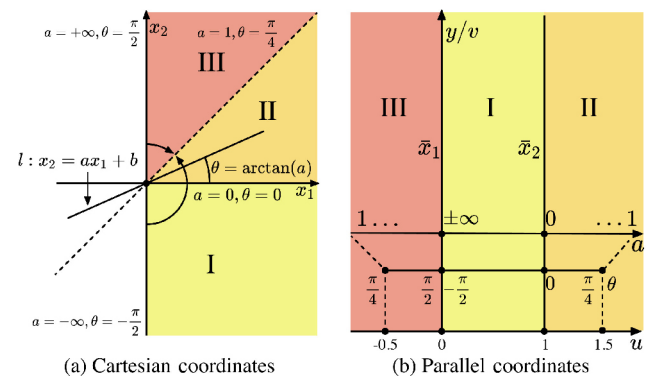 a = +∞, θ = π/2
x₂
a = 1, θ = π/4
III
II
l : x₂ = ax₁ + b
θ = arctan(a)
a = 0, θ = 0
x₁
I
a = −∞, θ = −π/2
(a) Cartesian coordinates
y/v
III
I
II
x̄₁
x̄₂
1 ...
±∞
0
... 1
a
π/4
π/2
−π/2
0
π/4
θ
-0.5
0
1
1.5
u
(b) Parallel coordinates